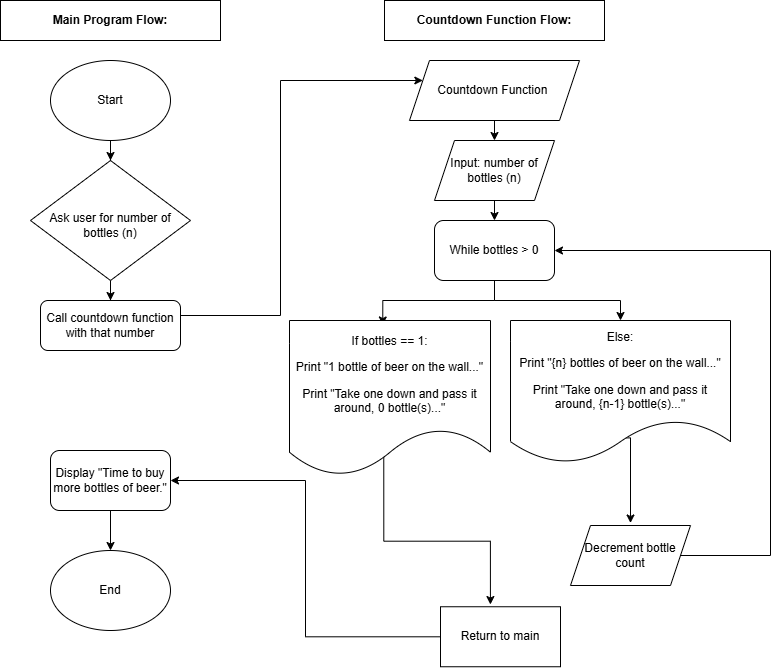 Main Program Flow:
Countdown Function Flow:
Start
Ask user for number of
bottles (n)
Call countdown function
with that number
Countdown Function
Input: number of
bottles (n)
While bottles > 0
If bottles == 1:
Print "1 bottle of beer on the wall..."
Print "Take one down and pass it
around, 0 bottle(s)..."
Else:
Print "{n} bottles of beer on the wall..."
Print "Take one down and pass it
around, {n-1} bottle(s)..."
Decrement bottle
count
Return to main
Display "Time to buy
more bottles of beer."
End